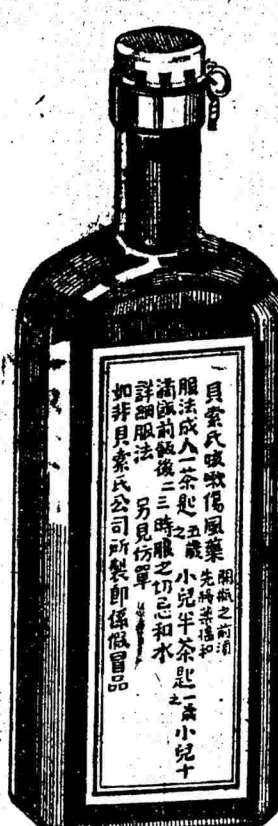 貝索氏咳嗽傷風藥
開瓶之前須
先將藥搖和
服法成人一茶匙五歲之小兒半茶匙一歲之小兒十
滴飯前飯後二三時服之切忌和水
詳細服法 另見仿單
如非貝索氏公司所製即係假冒品